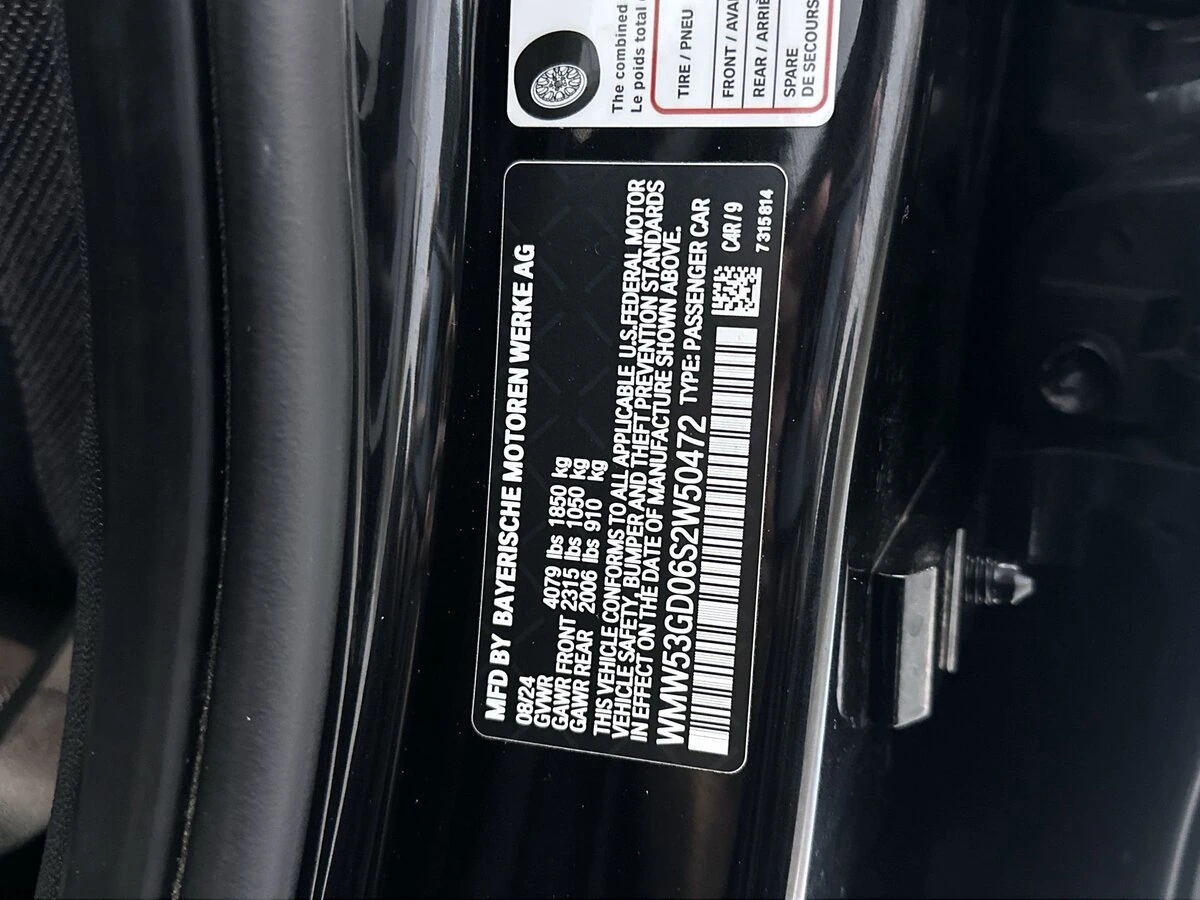 The combined
Le poids total
TIRE / PNEU
FRONT / AVA
REAR / ARRIÈ
SPARE
DE SECOURS
MFD BY BAYERISCHE MOTOREN WERKE AG
08/24
GVWR 4079 lbs 1850 kg
GAWR FRONT 2315 lbs 1050 kg
GAWR REAR 2006 lbs 910 kg
THIS VEHICLE CONFORMS TO ALL APPLICABLE U.S.FEDERAL MOTOR
VEHICLE SAFETY, BUMPER AND THEFT PREVENTION STANDARDS
IN EFFECT ON THE DATE OF MANUFACTURE SHOWN ABOVE.
WMW53GD06S2W50472 TYPE: PASSENGER CAR
C4R/9
7315814